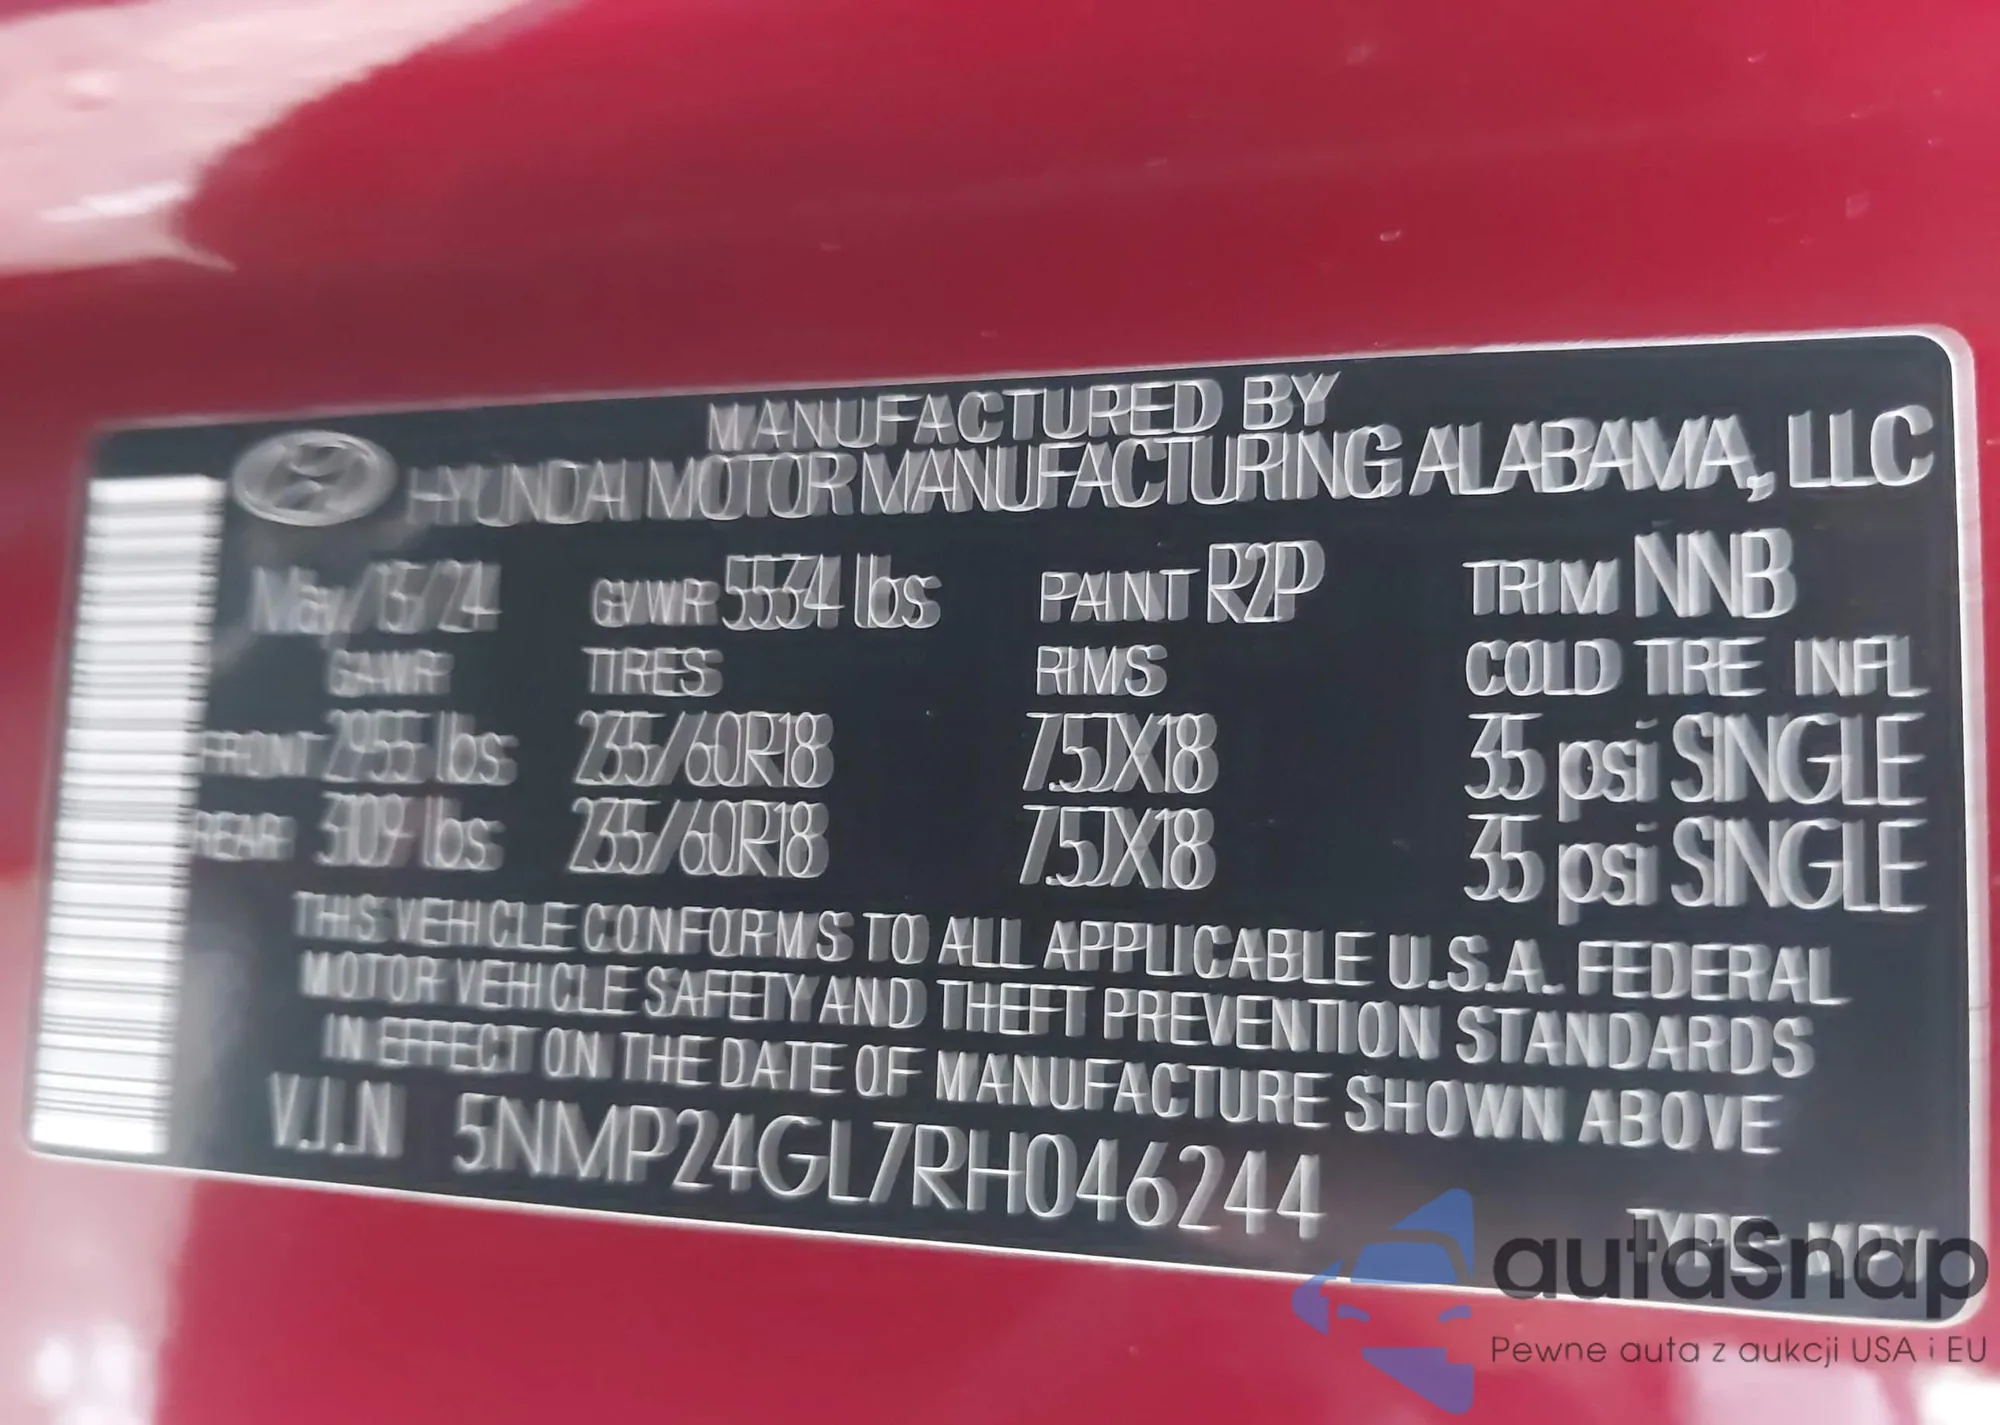 MANUFACTURED BY
HYUNDAI MOTOR MANUFACTURING ALABAMA, LLC
May/15/24 GVWR 5534 lbs PAINT R2P TRIM NNB
GAWR TIRES RIMS COLD TIRE INFL
FRONT 2955 lbs 235/60R18 7.5JX18 35 psi SINGLE
REAR 3109 lbs 235/60R18 7.5JX18 35 psi SINGLE
THIS VEHICLE CONFORMS TO ALL APPLICABLE U.S.A. FEDERAL
MOTOR VEHICLE SAFETY AND THEFT PREVENTION STANDARDS
IN EFFECT ON THE DATE OF MANUFACTURE SHOWN ABOVE
V.I.N 5NMP24GL7RH046244
TYPE MPV
autasnap
Pewne auta z aukcji USA i EU